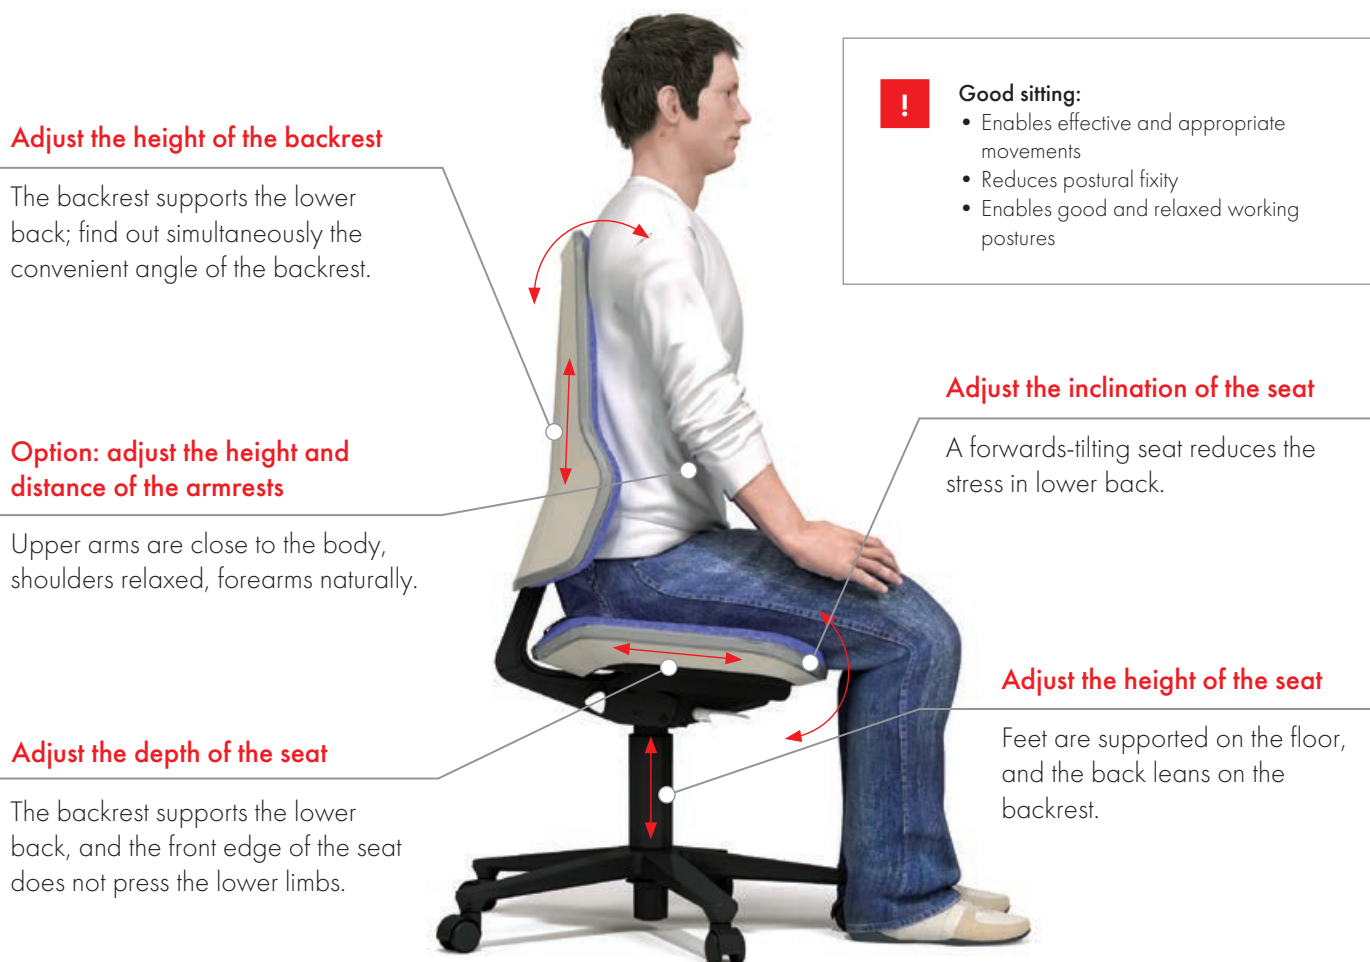 Adjust the height of the backrest
The backrest supports the lower
back; find out simultaneously the
convenient angle of the backrest.
Option: adjust the height and
distance of the armrests
Upper arms are close to the body,
shoulders relaxed, forearms naturally.
Adjust the depth of the seat
The backrest supports the lower
back, and the front edge of the seat
does not press the lower limbs.
!
Good sitting:
• Enables effective and appropriate
movements
• Reduces postural fixity
• Enables good and relaxed working
postures
Adjust the inclination of the seat
A forwards-tilting seat reduces the
stress in lower back.
Adjust the height of the seat
Feet are supported on the floor,
and the back leans on the
backrest.